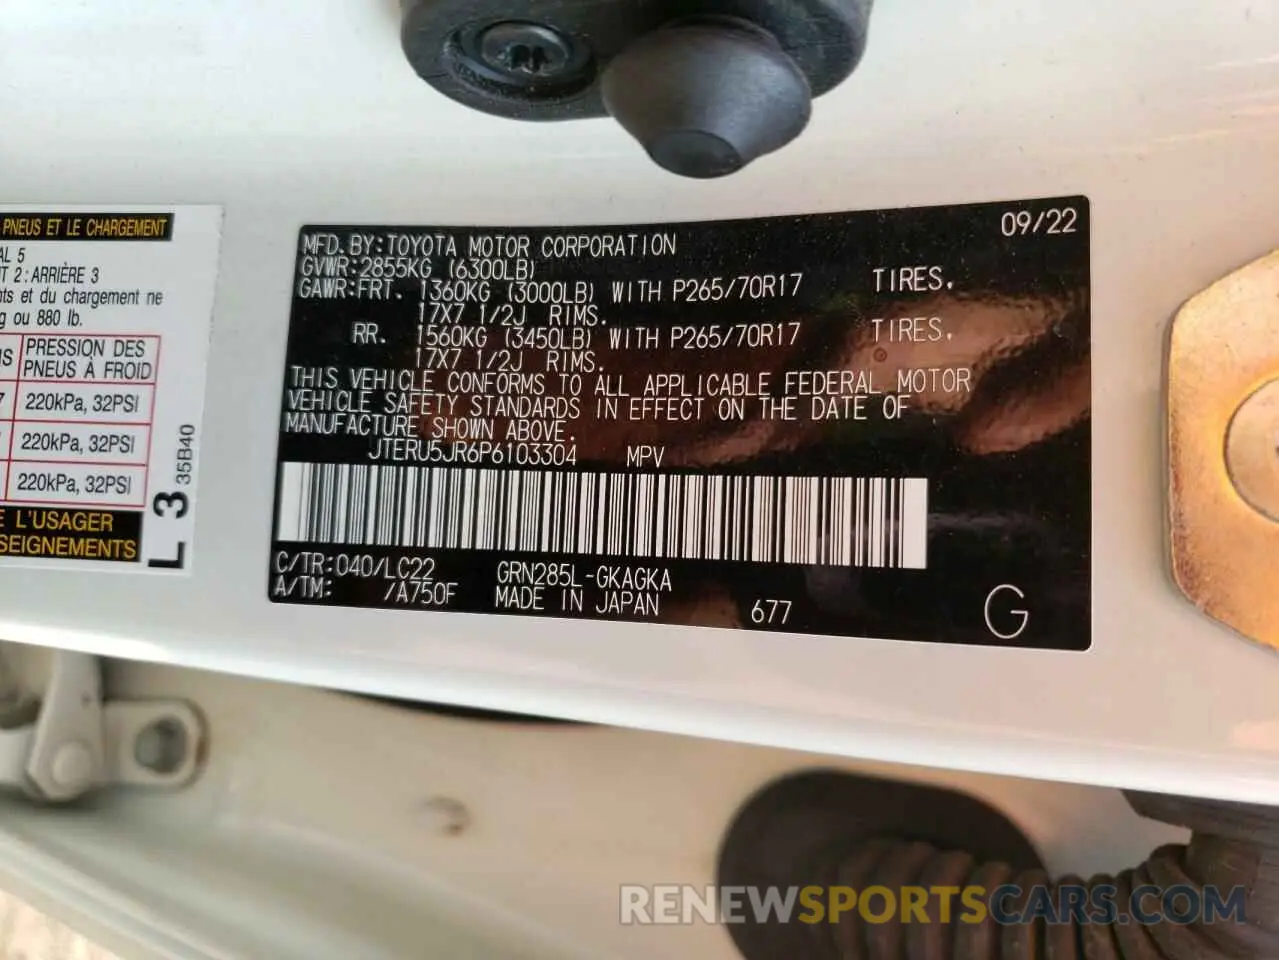 PNEUS ET LE CHARGEMENT
AL 5
T 2: ARRIÈRE 3
nts et du chargement ne
g ou 880 lb.
PRESSION DES
PNEUS À FROID
220kPa, 32PSI
220kPa, 32PSI
220kPa, 32PSI
L'USAGER
SEIGNEMENTS
L 3 35B40
09/22
MFD.BY:TOYOTA MOTOR CORPORATION
GVWR:2855KG (6300LB)
GAWR:FRT. 1360KG (3000LB) WITH P265/70R17 TIRES,
17X7 1/2J RIMS.
RR. 1560KG (3450LB) WITH P265/70R17 TIRES,
17X7 1/2J RIMS.
THIS VEHICLE CONFORMS TO ALL APPLICABLE FEDERAL MOTOR
VEHICLE SAFETY STANDARDS IN EFFECT ON THE DATE OF
MANUFACTURE SHOWN ABOVE.
JTERU5JR6P6103304 MPV
C/TR:040/LC22 GRN285L-GKAGKA
A/TM: /A750F MADE IN JAPAN 677
G
RENEWSPORTSCARS.COM